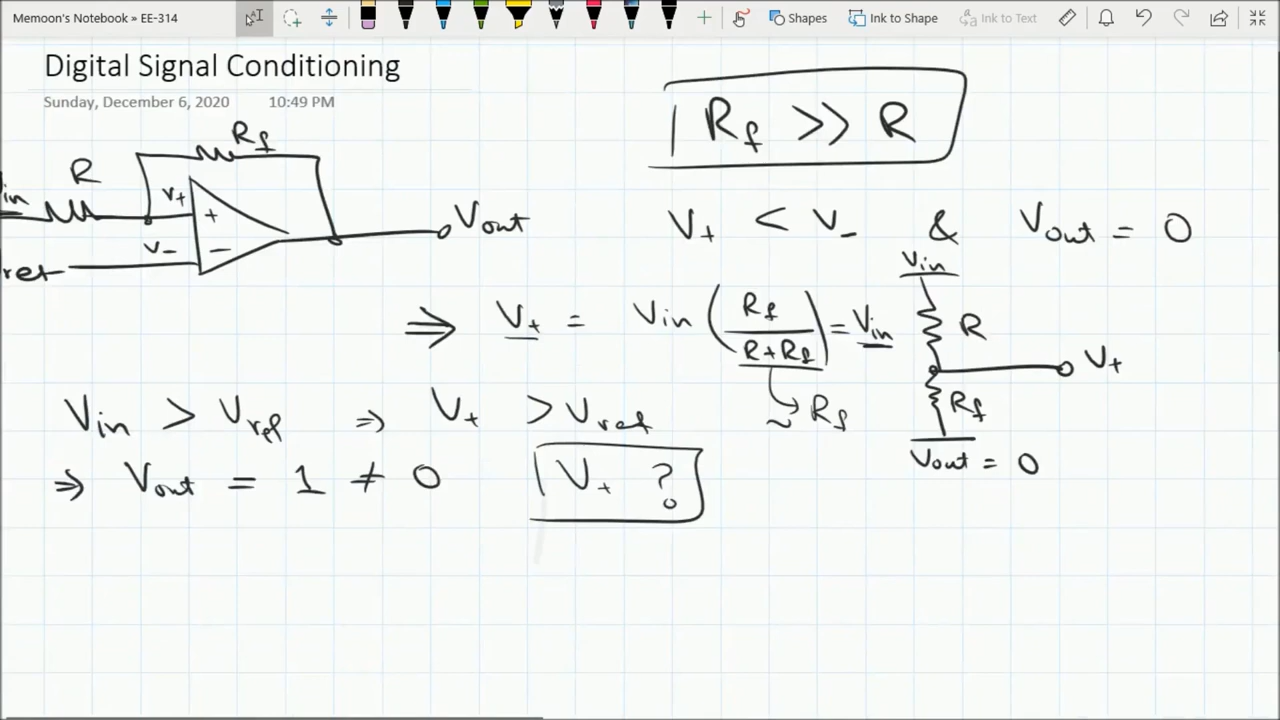 Memoon's Notebook » EE-314
Shapes
Ink to Shape
Ink to Text
Digital Signal Conditioning
Sunday, December 6, 2020 10:49 PM
Rf >> R
Rf
R
in
V+
+
V-
-
ret
Vout
V+ < V- & Vout = 0
⇒ V+ = Vin (Rf / R+Rf) = Vin
~ Rf
Vin
R
V+
Rf
Vout = 0
Vin > Vref ⇒ V+ > Vref
⇒ Vout = 1 ≠ 0
V+ ?